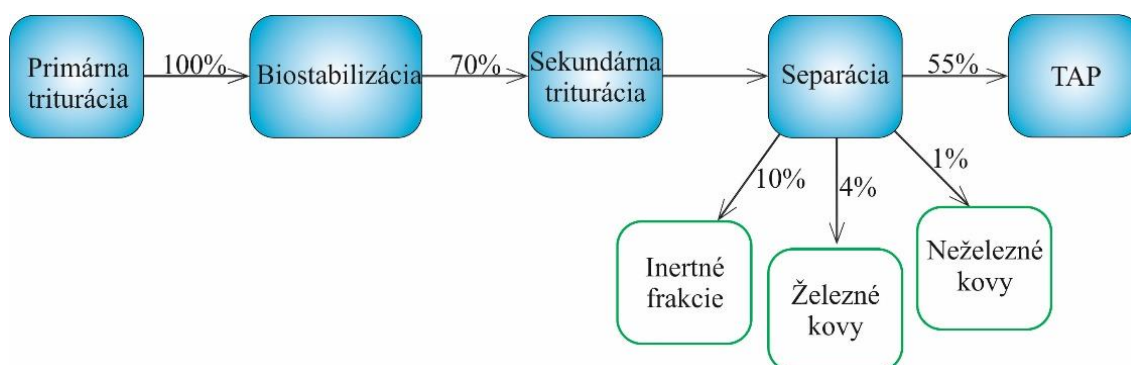 Primárna
triturácia
100%
Biostabilizácia
70%
Sekundárna
triturácia
Separácia
55%
TAP
10%
4%
1%
Inertné
frakcie
Železné
kovy
Neželezné
kovy